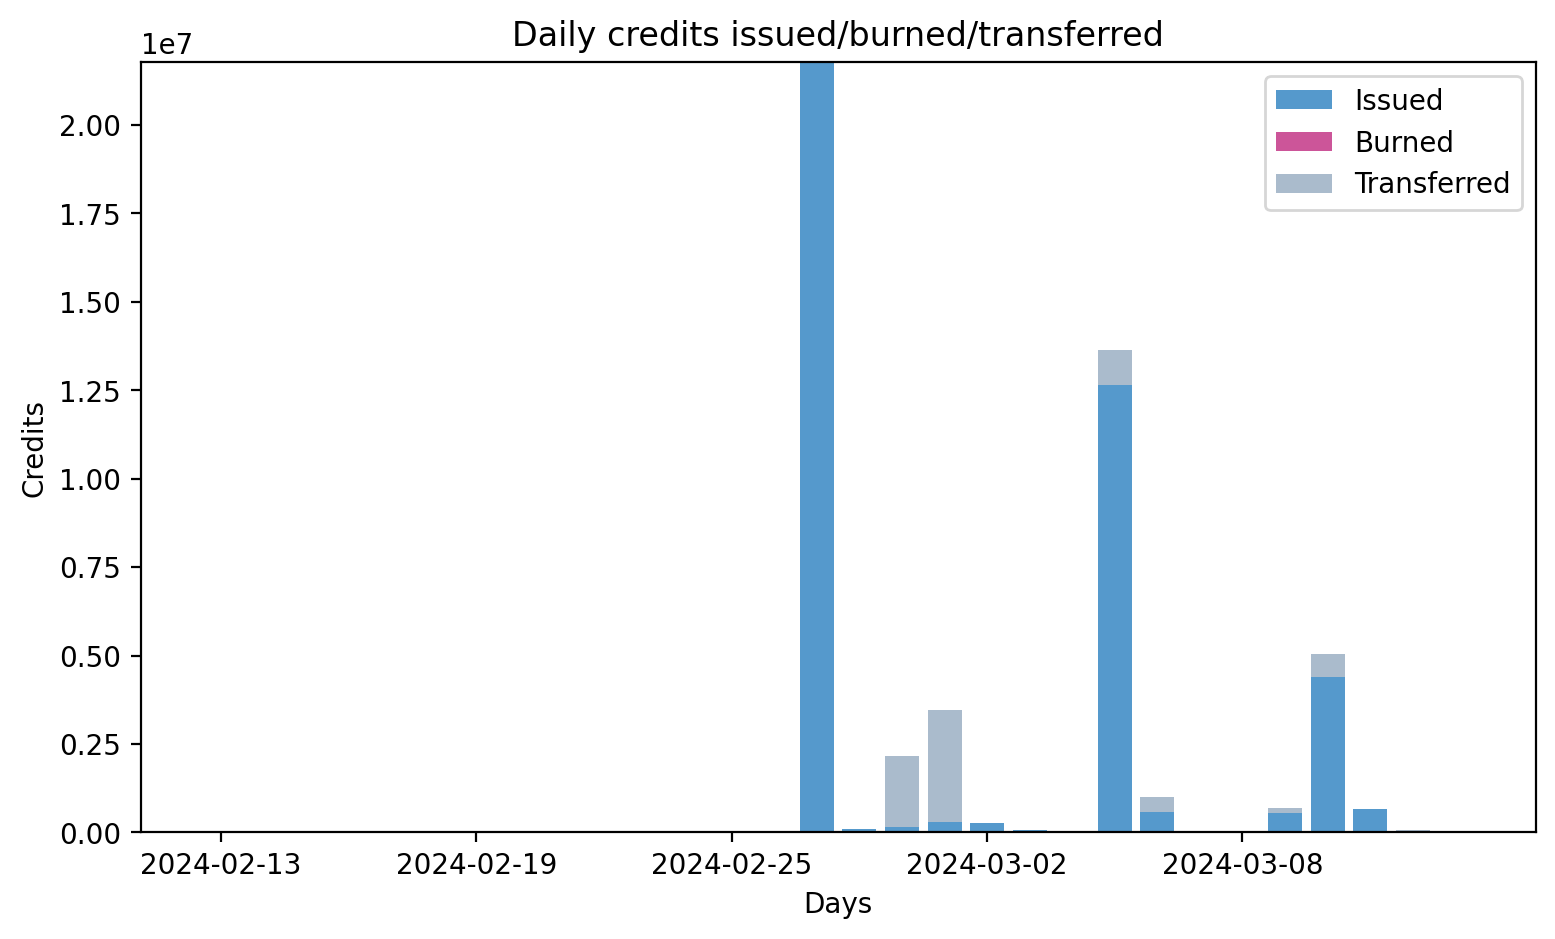 Daily credits issued/burned/transferred
1e7
2.00
1.75
1.50
1.25
1.00
0.75
0.50
0.25
0.00
Credits
Issued
Burned
Transferred
2024-02-13
2024-02-19
2024-02-25
2024-03-02
2024-03-08
Days